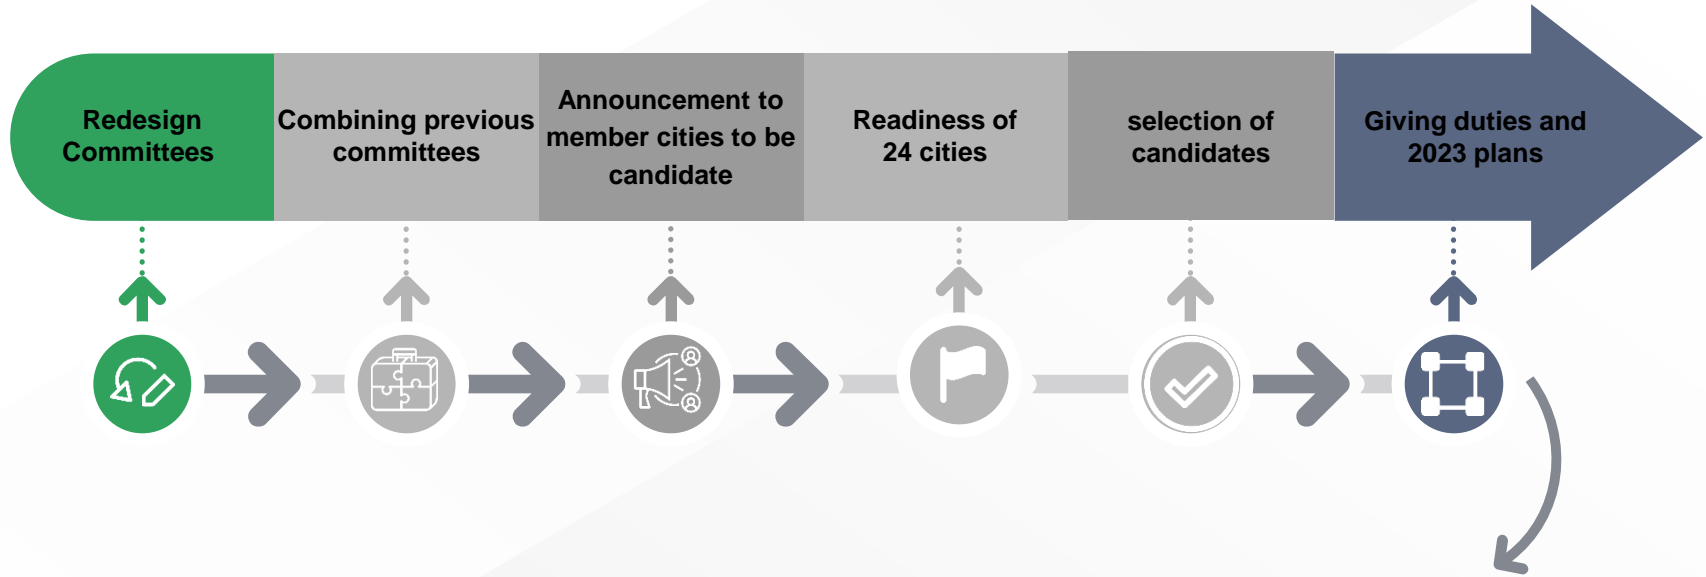 Redesign
Committees
Combining previous
committees
Announcement to
member cities to be
candidate
Readiness of
24 cities
selection of
candidates
Giving duties and
2023 plans